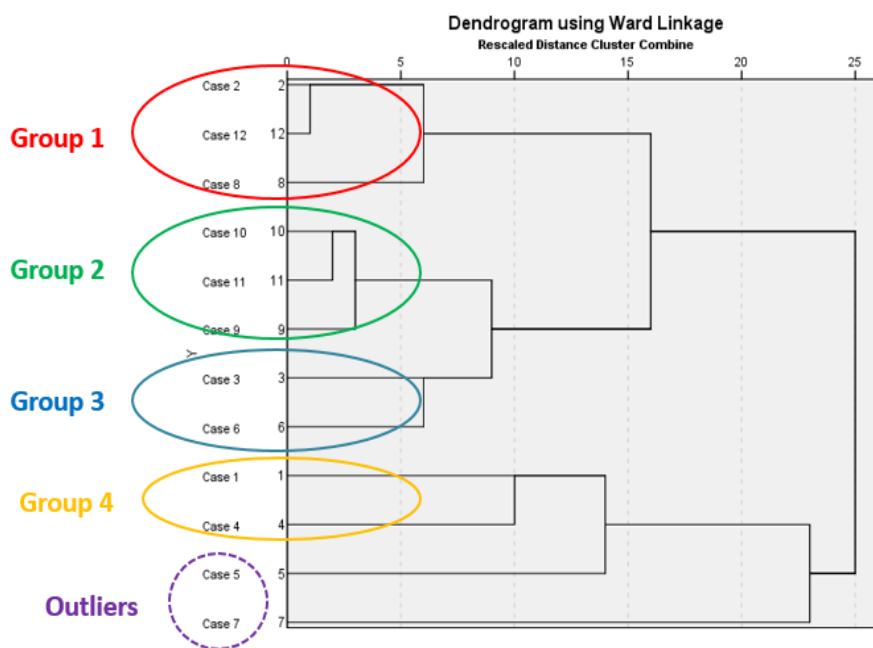 Dendrogram using Ward Linkage
Rescaled Distance Cluster Combine
0 5 10 15 20 25
Case 2 2
Group 1
Case 12 12
Case 8 8
Case 10 10
Group 2
Case 11 11
Case 9 9
Y
Case 3 3
Group 3
Case 6 6
Case 1 1
Group 4
Case 4 4
Case 5 5
Outliers
Case 7 7